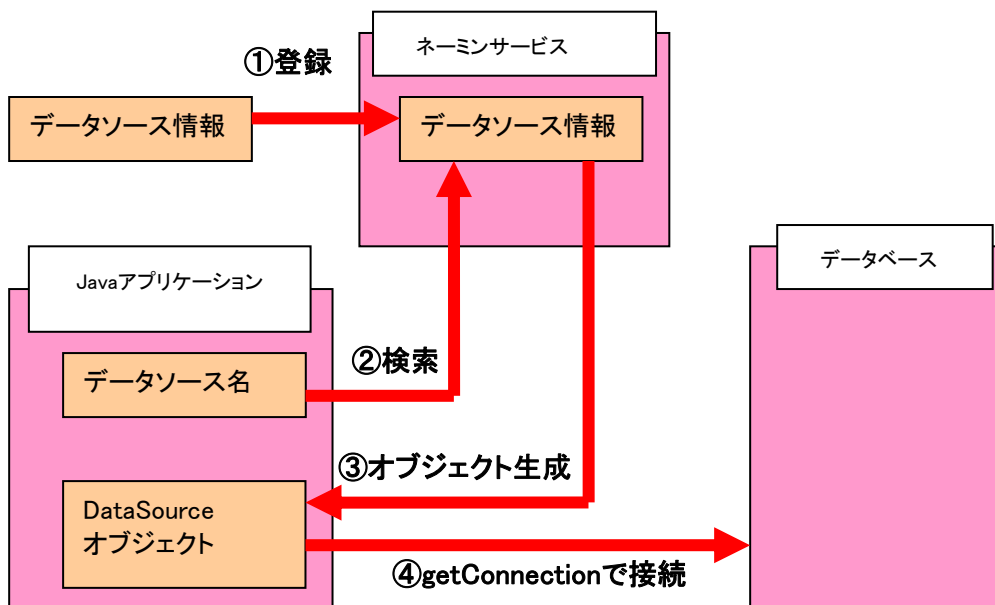 ネーミンサービス
①登録
データソース情報
データソース情報
データベース
Javaアプリケーション
②検索
データソース名
③オブジェクト生成
DataSource
オブジェクト
④getConnectionで接続